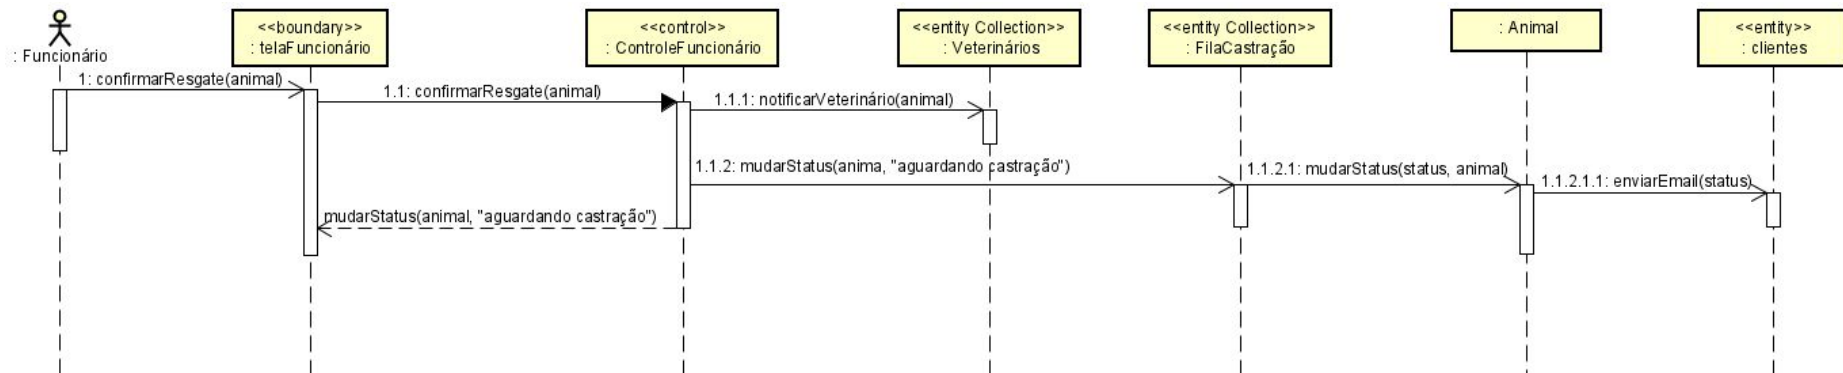 <<boundary>>
: telaFuncionário
<<control>>
: ControleFuncionário
<<entity Collection>>
: Veterinários
<<entity Collection>>
: FilaCastração
: Animal
<<entity>>
: clientes
: Funcionário
1: confirmarResgate(animal)
1.1: confirmarResgate(animal)
1.1.1: notificarVeterinário(animal)
1.1.2: mudarStatus(anima, "aguardando castração")
1.1.2.1: mudarStatus(status, animal)
1.1.2.1.1: enviarEmail(status)
mudarStatus(animal, "aguardando castração")